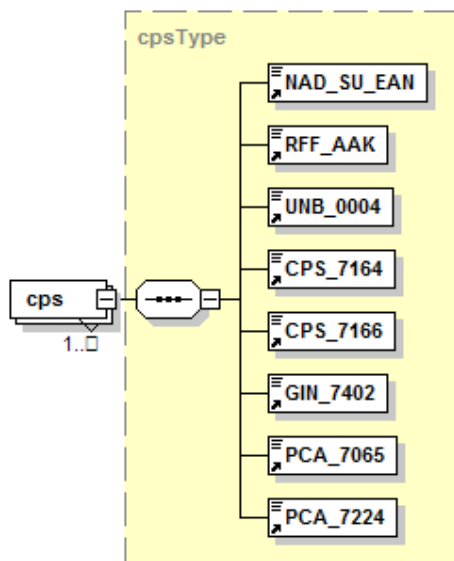 cpsType
NAD_SU_EAN
RFF_AAK
UNB_0004
CPS_7164
cps
1..□
CPS_7166
GIN_7402
PCA_7065
PCA_7224